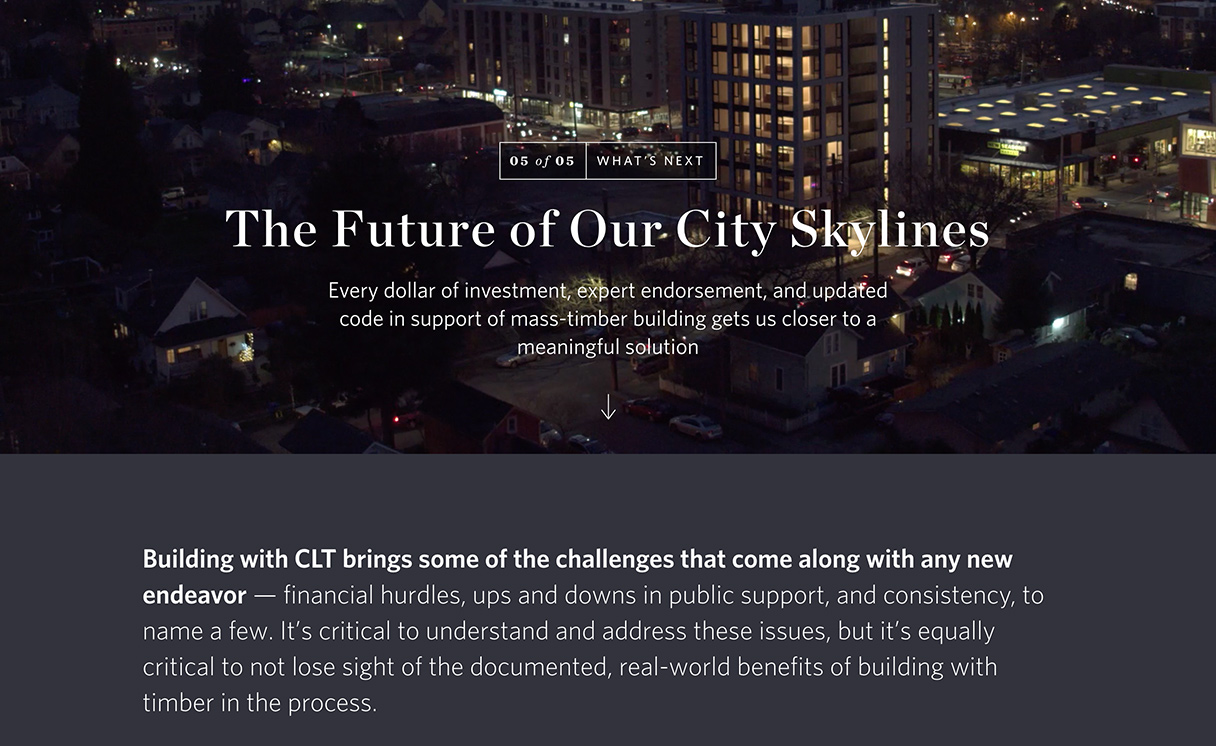 05 of 05 WHAT'S NEXT
The Future of Our City Skylines
Every dollar of investment, expert endorsement, and updated
code in support of mass-timber building gets us closer to a
meaningful solution
Building with CLT brings some of the challenges that come along with any new
endeavor — financial hurdles, ups and downs in public support, and consistency, to
name a few. It’s critical to understand and address these issues, but it’s equally
critical to not lose sight of the documented, real-world benefits of building with
timber in the process.